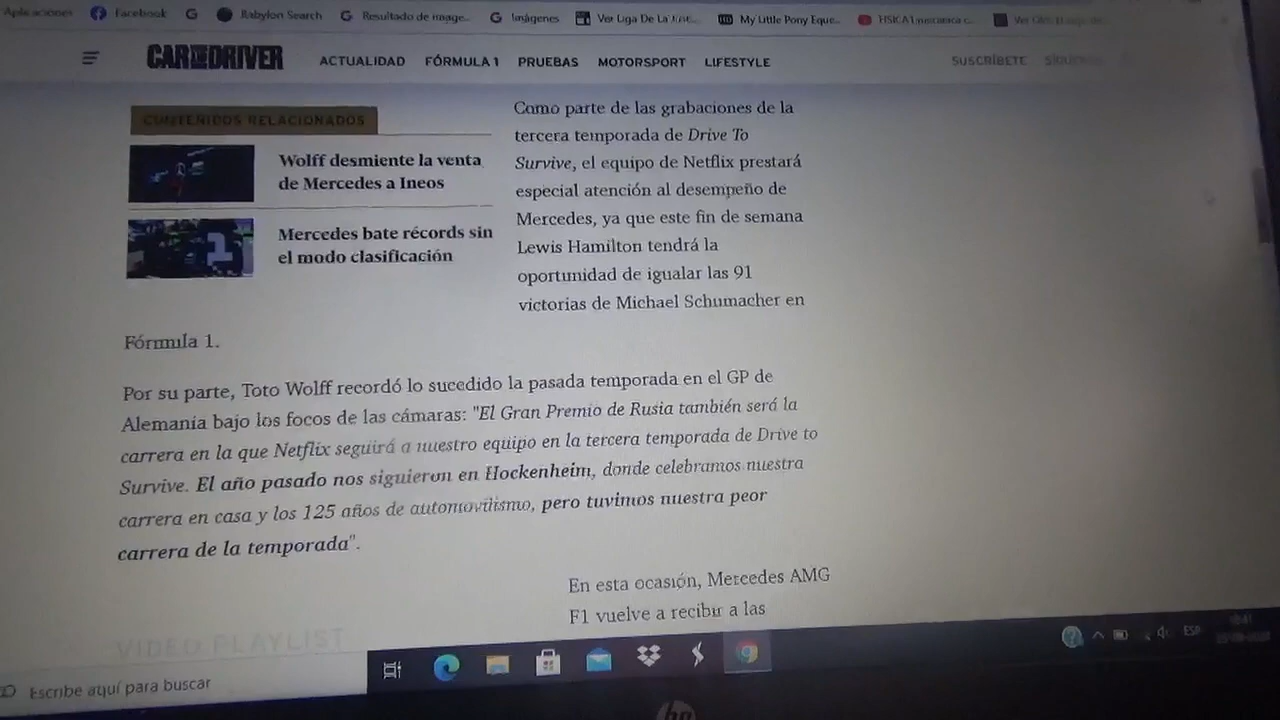 Aplicaciones Facebook Babylon Search Resultado de image... Imágenes Ver Liga De La Just... My Little Pony Eque...
CAR AND DRIVER ACTUALIDAD FÓRMULA 1 PRUEBAS MOTORSPORT LIFESTYLE SUSCRÍBETE
CONTENIDOS RELACIONADOS
Wolff desmiente la venta
de Mercedes a Ineos
Mercedes bate récords sin
el modo clasificación
Como parte de las grabaciones de la
tercera temporada de Drive To
Survive, el equipo de Netflix prestará
especial atención al desempeño de
Mercedes, ya que este fin de semana
Lewis Hamilton tendrá la
oportunidad de igualar las 91
victorias de Michael Schumacher en
Fórmula 1.
Por su parte, Toto Wolff recordó lo sucedido la pasada temporada en el GP de
Alemania bajo los focos de las cámaras: "El Gran Premio de Rusia también será la
carrera en la que Netflix seguirá a nuestro equipo en la tercera temporada de Drive to
Survive. El año pasado nos siguieron en Hockenheim, donde celebramos nuestra
carrera en casa y los 125 años de automovilismo, pero tuvimos nuestra peor
carrera de la temporada".
En esta ocasión, Mercedes AMG
F1 vuelve a recibir a las
VIDEO PLAYLIST
Escribe aquí para buscar
ESP
hp